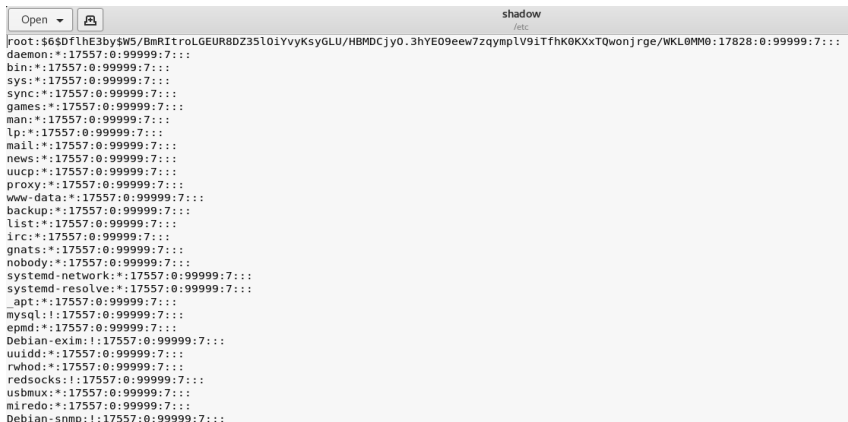 Open
shadow
/etc
root:$6$DflhE3by$W5/BmRItroLGEUR8DZ35lOiYvyKsyGLU/HBMDCjyO.3hYEO9eew7zqymplV9iTfhK0KXxTQwonjrge/WKL0MM0:17828:0:99999:7:::
daemon:*:17557:0:99999:7:::
bin:*:17557:0:99999:7:::
sys:*:17557:0:99999:7:::
sync:*:17557:0:99999:7:::
games:*:17557:0:99999:7:::
man:*:17557:0:99999:7:::
lp:*:17557:0:99999:7:::
mail:*:17557:0:99999:7:::
news:*:17557:0:99999:7:::
uucp:*:17557:0:99999:7:::
proxy:*:17557:0:99999:7:::
www-data:*:17557:0:99999:7:::
backup:*:17557:0:99999:7:::
list:*:17557:0:99999:7:::
irc:*:17557:0:99999:7:::
gnats:*:17557:0:99999:7:::
nobody:*:17557:0:99999:7:::
systemd-network:*:17557:0:99999:7:::
systemd-resolve:*:17557:0:99999:7:::
_apt:*:17557:0:99999:7:::
mysql:!:17557:0:99999:7:::
epmd:*:17557:0:99999:7:::
Debian-exim:!:17557:0:99999:7:::
uuidd:*:17557:0:99999:7:::
rwhod:*:17557:0:99999:7:::
redsocks:!:17557:0:99999:7:::
usbmux:*:17557:0:99999:7:::
miredo:*:17557:0:99999:7:::
Debian-snmp:!:17557:0:99999:7:::